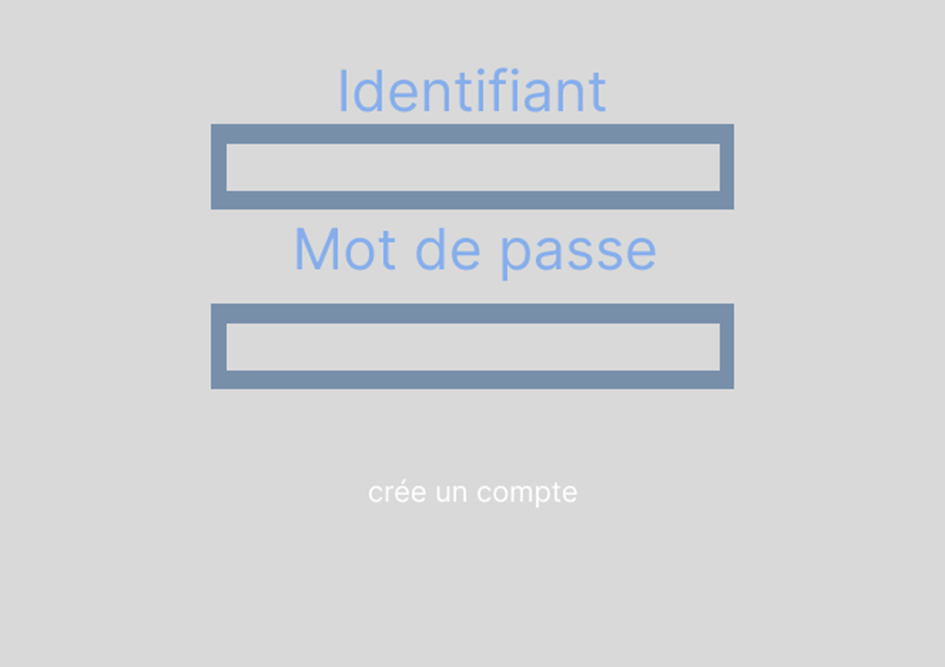 Identifiant
Mot de passe
crée un compte